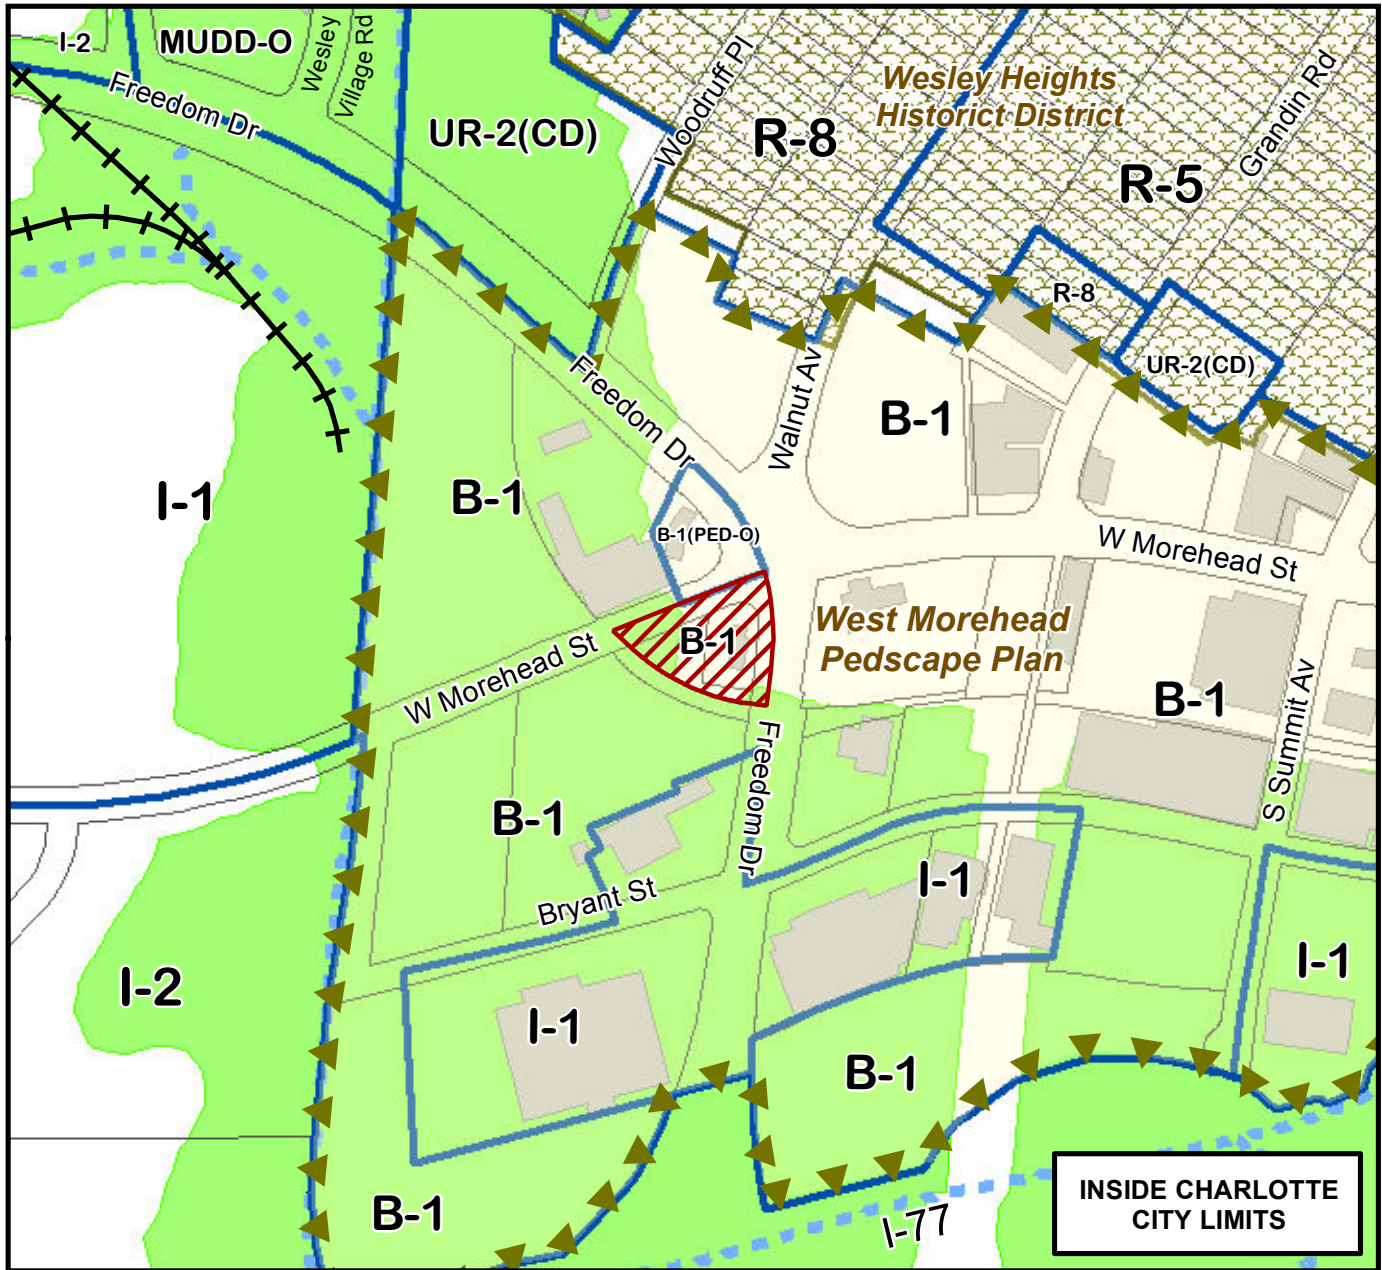 I-2
MUDD-O
Wesley
Village Rd
Freedom Dr
UR-2(CD)
Woodruff Pl
Wesley Heights
Historict District
R-8
R-5
Grandin Rd
R-8
UR-2(CD)
Freedom Dr
Walnut Av
B-1
I-1
B-1
B-1(PED-O)
W Morehead St
West Morehead
Pedscape Plan
B-1
W Morehead St
B-1
S Summit Av
Freedom Dr
B-1
I-1
Bryant St
I-2
I-1
I-1
B-1
B-1
I-77
INSIDE CHARLOTTE
CITY LIMITS